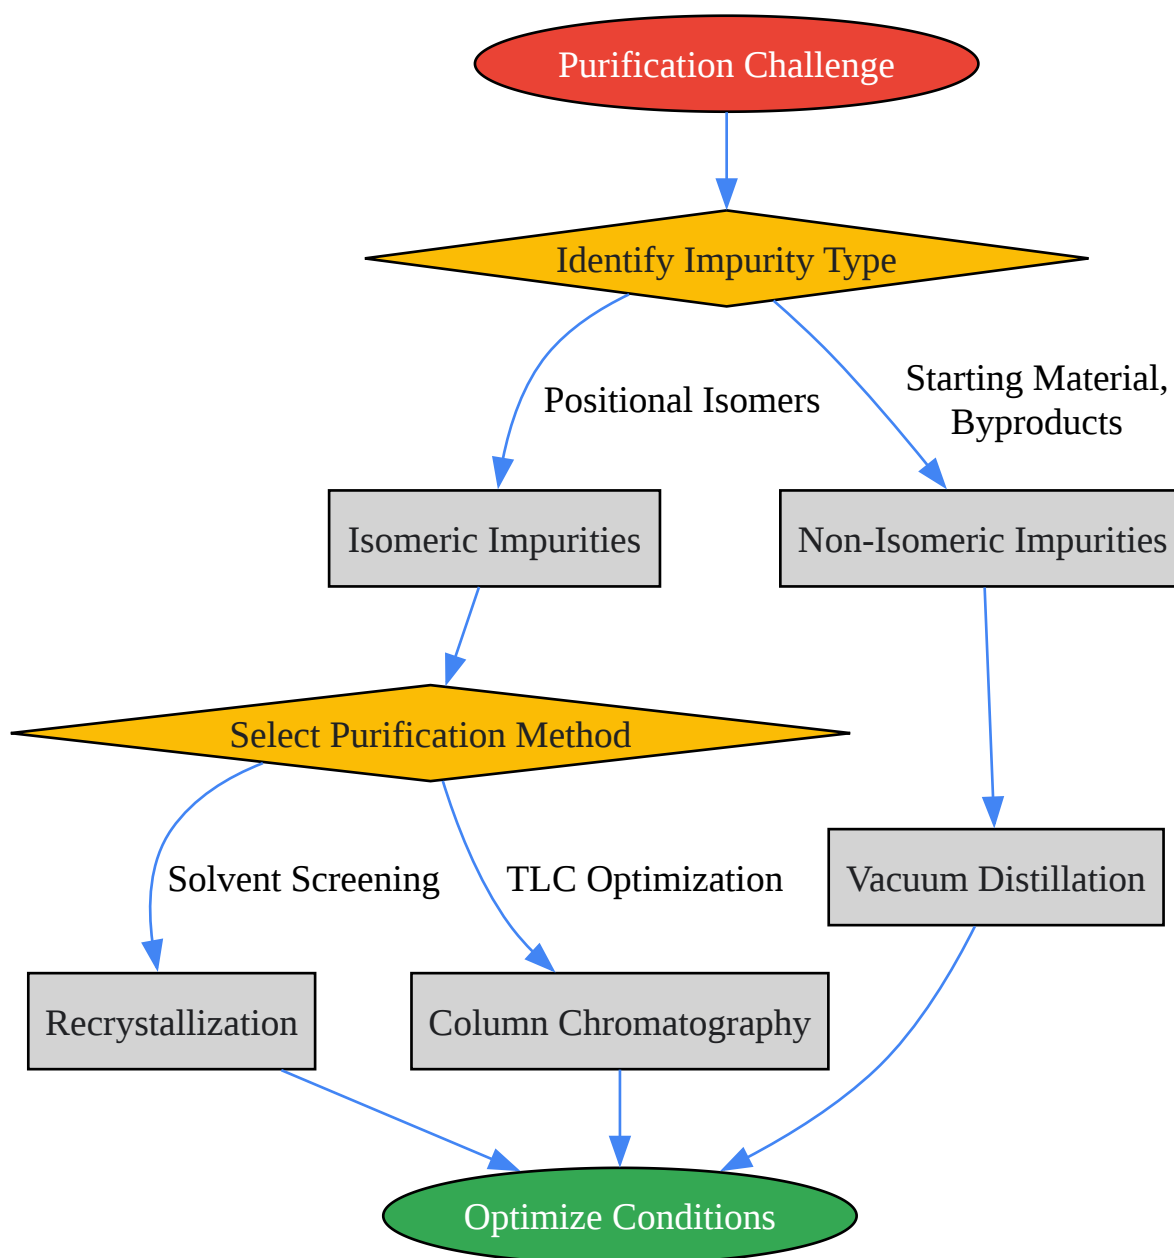 Purification Challenge
Identify Impurity Type
Positional Isomers
Starting Material,
Byproducts
Isomeric Impurities
Non-Isomeric Impurities
Select Purification Method
Solvent Screening
TLC Optimization
Vacuum Distillation
Recrystallization
Column Chromatography
Optimize Conditions